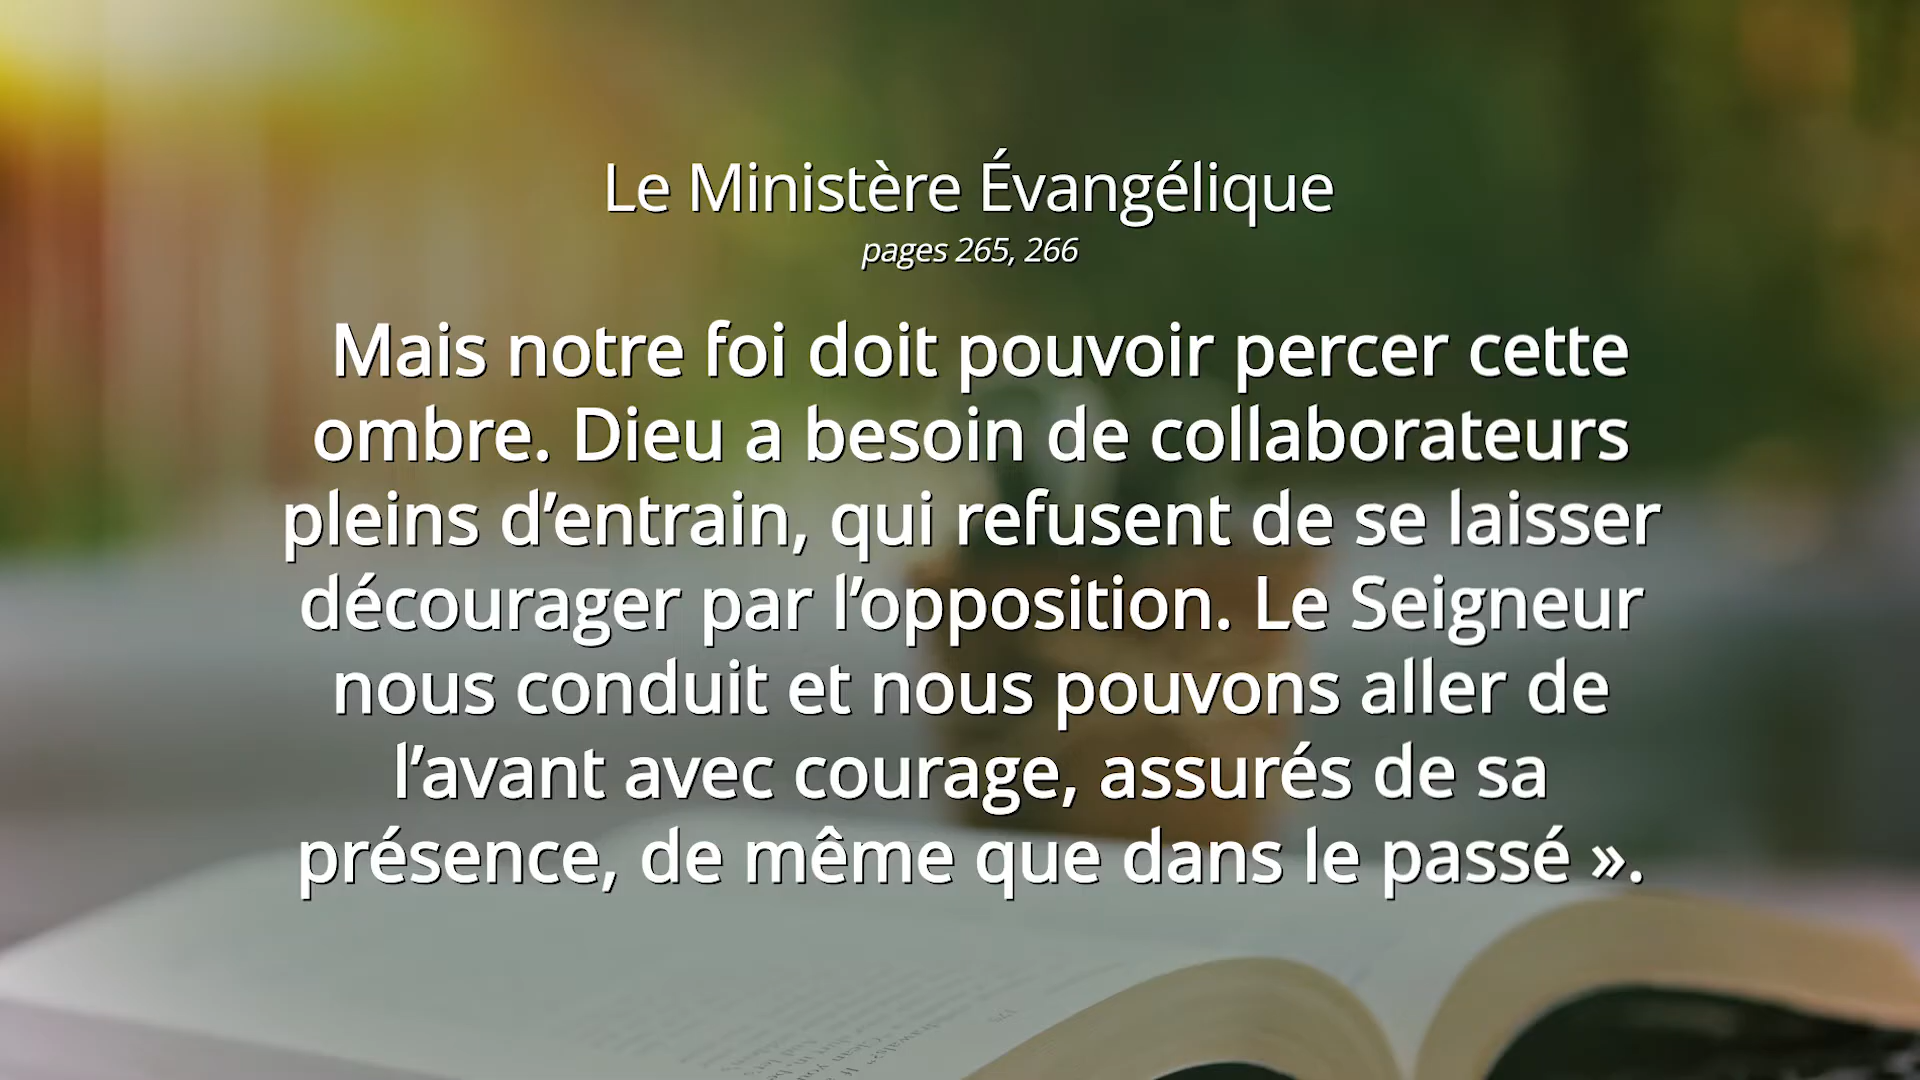 Le Ministère Évangélique
pages 265, 266
Mais notre foi doit pouvoir percer cette
ombre. Dieu a besoin de collaborateurs
pleins d’entrain, qui refusent de se laisser
décourager par l’opposition. Le Seigneur
nous conduit et nous pouvons aller de
l’avant avec courage, assurés de sa
présence, de même que dans le passé ».